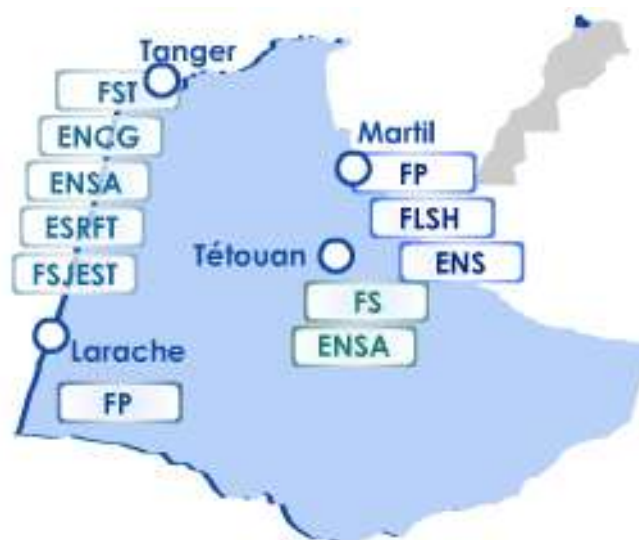 Tanger
FST
ENCG
ENSA
ESRFT
FSJEST
Larache
FP
Martil
FP
FLSH
ENS
Tétouan
FS
ENSA